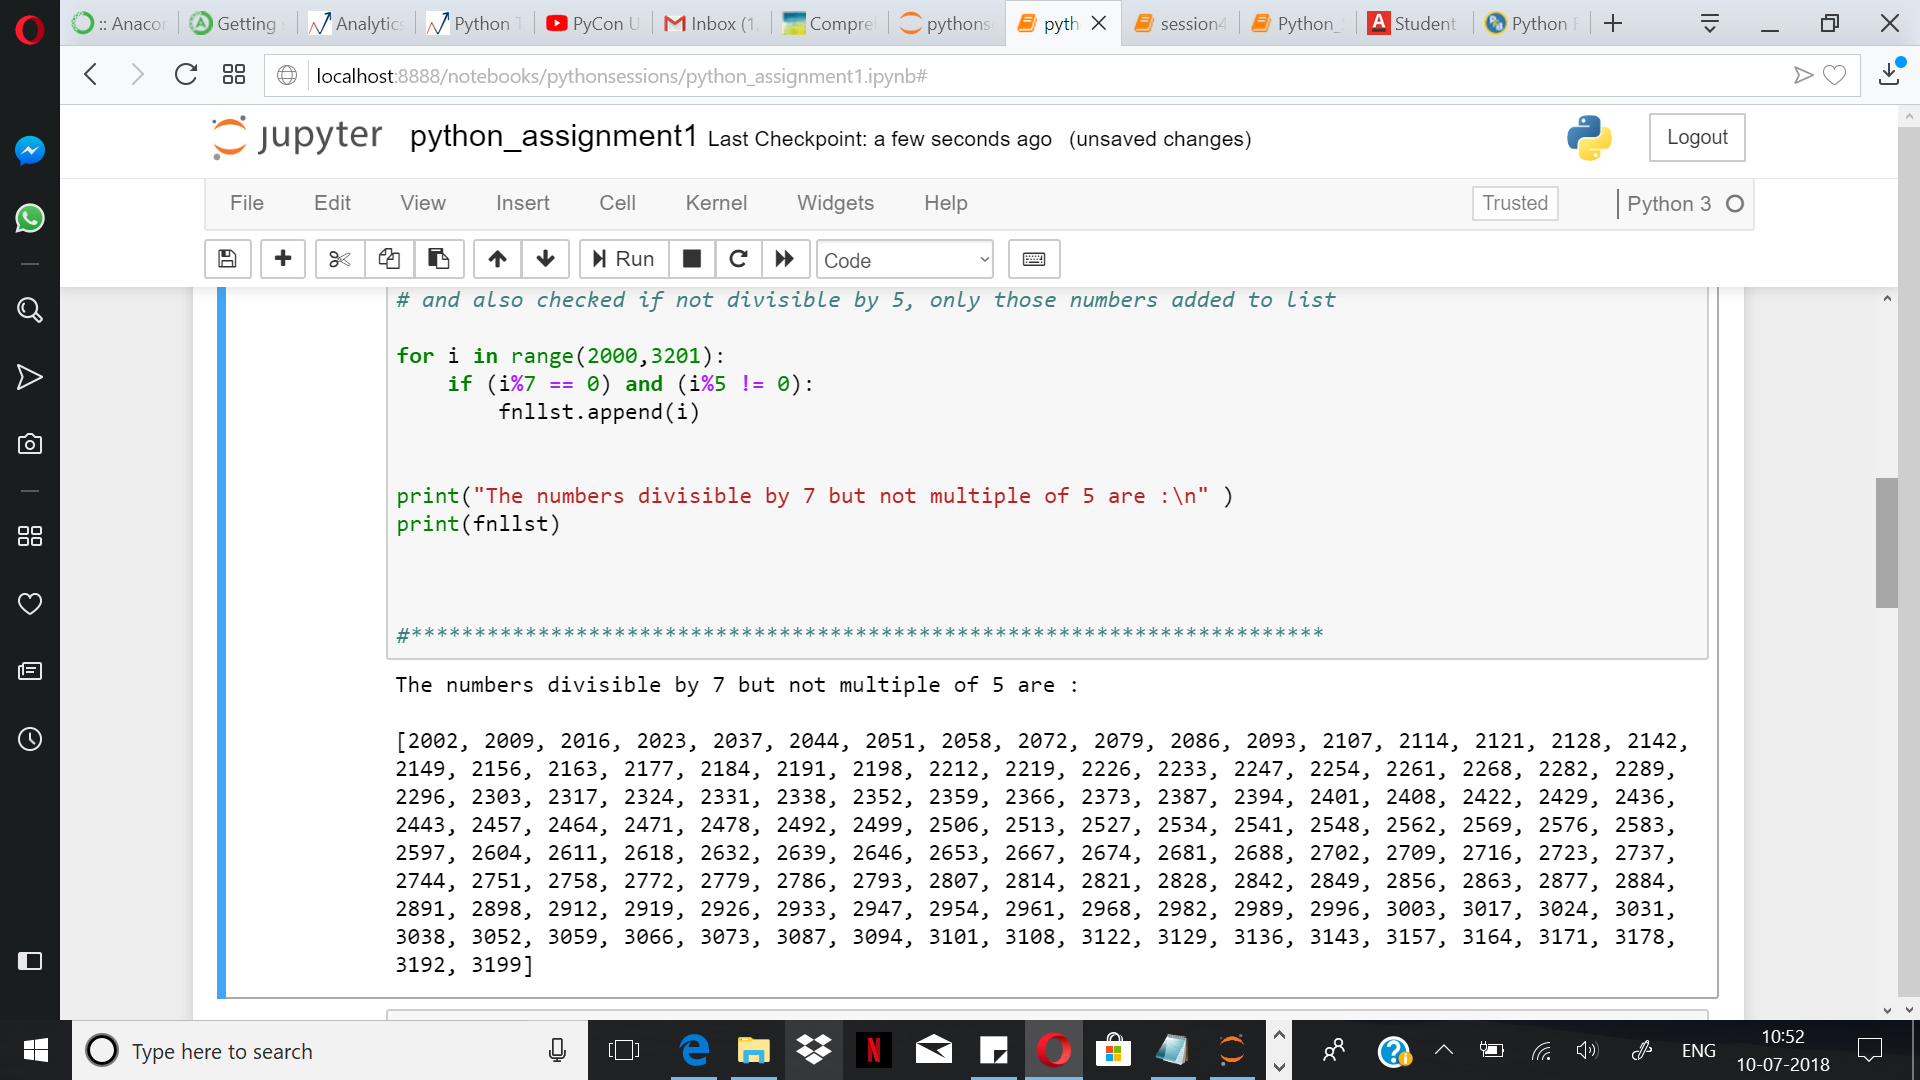 :: Anacon
Getting
Analytics
Python T
PyCon U
Inbox (1
Compre
pythons
pyth
session4
Python_
Student
Python
localhost:8888/notebooks/pythonsessions/python_assignment1.ipynb#
jupyter python_assignment1 Last Checkpoint: a few seconds ago (unsaved changes)
Logout
File Edit View Insert Cell Kernel Widgets Help
Trusted
Python 3
Run
Code
# and also checked if not divisible by 5, only those numbers added to list
for i in range(2000,3201):
    if (i%7 == 0) and (i%5 != 0):
        fnllst.append(i)
print("The numbers divisible by 7 but not multiple of 5 are :\n" )
print(fnllst)
#************************************************************************
The numbers divisible by 7 but not multiple of 5 are :
[2002, 2009, 2016, 2023, 2037, 2044, 2051, 2058, 2072, 2079, 2086, 2093, 2107, 2114, 2121, 2128, 2142,
2149, 2156, 2163, 2177, 2184, 2191, 2198, 2212, 2219, 2226, 2233, 2247, 2254, 2261, 2268, 2282, 2289,
2296, 2303, 2317, 2324, 2331, 2338, 2352, 2359, 2366, 2373, 2387, 2394, 2401, 2408, 2422, 2429, 2436,
2443, 2457, 2464, 2471, 2478, 2492, 2499, 2506, 2513, 2527, 2534, 2541, 2548, 2562, 2569, 2576, 2583,
2597, 2604, 2611, 2618, 2632, 2639, 2646, 2653, 2667, 2674, 2681, 2688, 2702, 2709, 2716, 2723, 2737,
2744, 2751, 2758, 2772, 2779, 2786, 2793, 2807, 2814, 2821, 2828, 2842, 2849, 2856, 2863, 2877, 2884,
2891, 2898, 2912, 2919, 2926, 2933, 2947, 2954, 2961, 2968, 2982, 2989, 2996, 3003, 3017, 3024, 3031,
3038, 3052, 3059, 3066, 3073, 3087, 3094, 3101, 3108, 3122, 3129, 3136, 3143, 3157, 3164, 3171, 3178,
3192, 3199]
Type here to search
ENG
10:52
10-07-2018